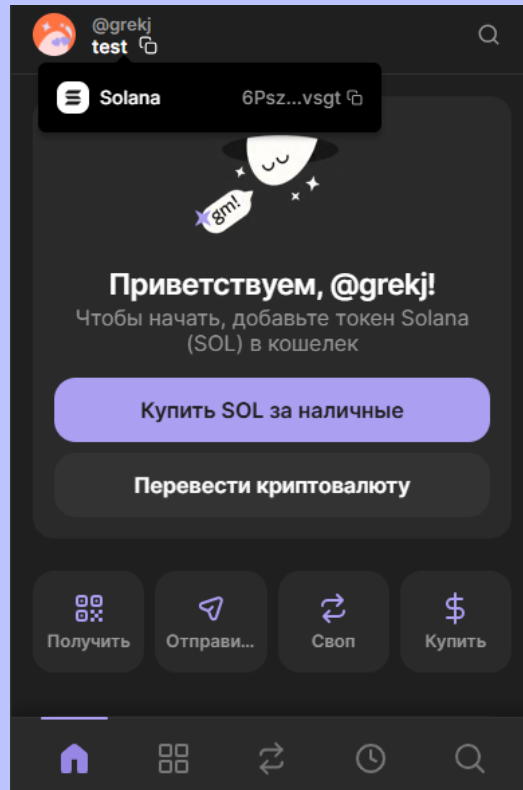 @grekj
test
Solana 6Psz...vsgt
gm!
Приветствуем, @grekj!
Чтобы начать, добавьте токен Solana
(SOL) в кошелек
Купить SOL за наличные
Перевести криптовалюту
Получить Отправи... Своп Купить